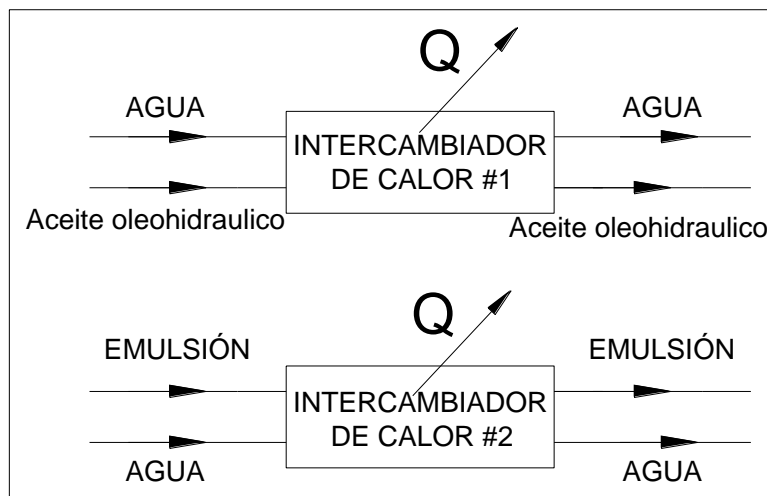 Q
AGUA
AGUA
INTERCAMBIADOR
DE CALOR #1
Aceite oleohidraulico
Aceite oleohidraulico
Q
EMULSIÓN
EMULSIÓN
INTERCAMBIADOR
DE CALOR #2
AGUA
AGUA